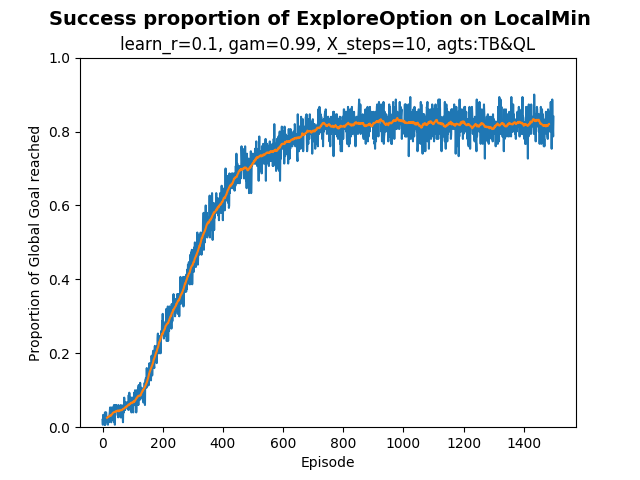 Success proportion of ExploreOption on LocalMin
learn_r=0.1, gam=0.99, X_steps=10, agts:TB&QL
Proportion of Global Goal reached
1.0
0.8
0.6
0.4
0.2
0.0
0 200 400 600 800 1000 1200 1400
Episode